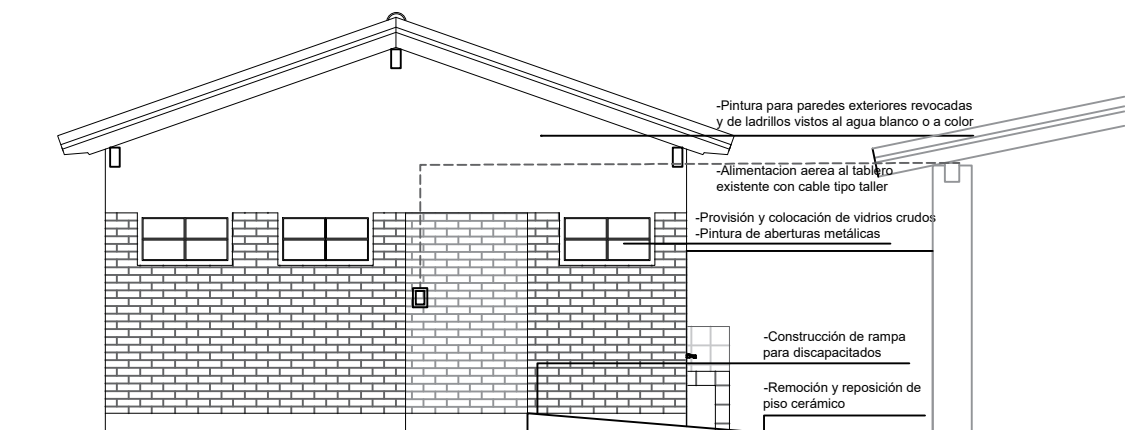 -Pintura para paredes exteriores revocadas
y de ladrillos vistos al agua blanco o a color
-Alimentacion aerea al tablero
existente con cable tipo taller
-Provisión y colocación de vidrios crudos
-Pintura de aberturas metálicas
-Construcción de rampa
para discapacitados
-Remoción y reposición de
piso cerámico